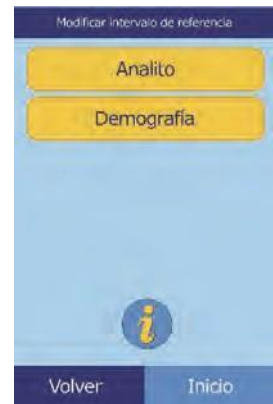 Modificar intervalo de referencia
Analito
Demografía
i
Volver Inicio